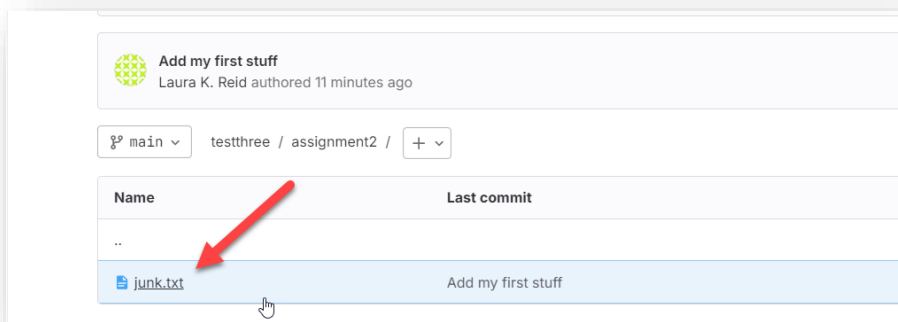 Add my first stuff
Laura K. Reid authored 11 minutes ago
main testthree / assignment2 / +
Name Last commit
..
junk.txt Add my first stuff